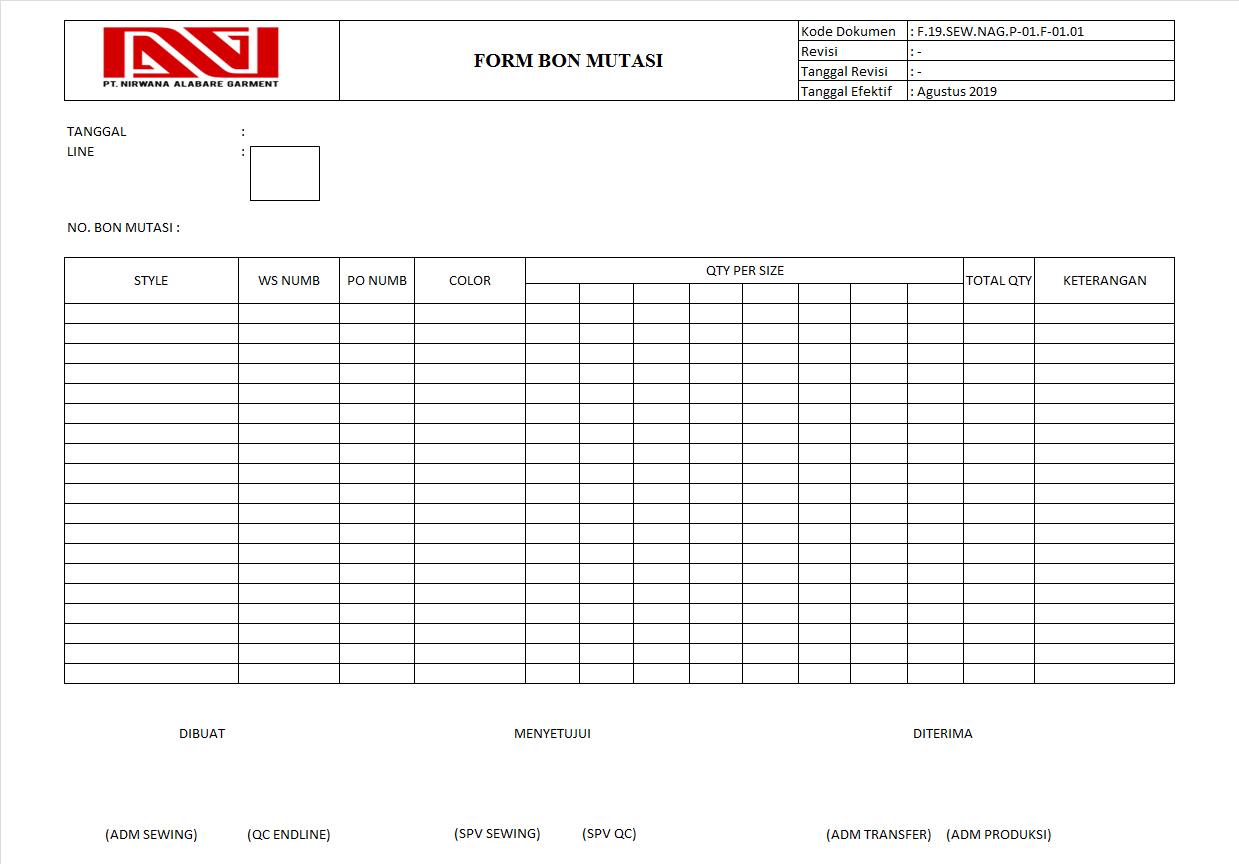 PT. NIRWANA ALABARE GARMENT
FORM BON MUTASI
Kode Dokumen : F.19.SEW.NAG.P-01.F-01.01
Revisi : -
Tanggal Revisi : -
Tanggal Efektif : Agustus 2019
TANGGAL :
LINE :
NO. BON MUTASI :
STYLE WS NUMB PO NUMB COLOR QTY PER SIZE TOTAL QTY KETERANGAN
DIBUAT MENYETUJUI DITERIMA
(ADM SEWING) (QC ENDLINE) (SPV SEWING) (SPV QC) (ADM TRANSFER) (ADM PRODUKSI)